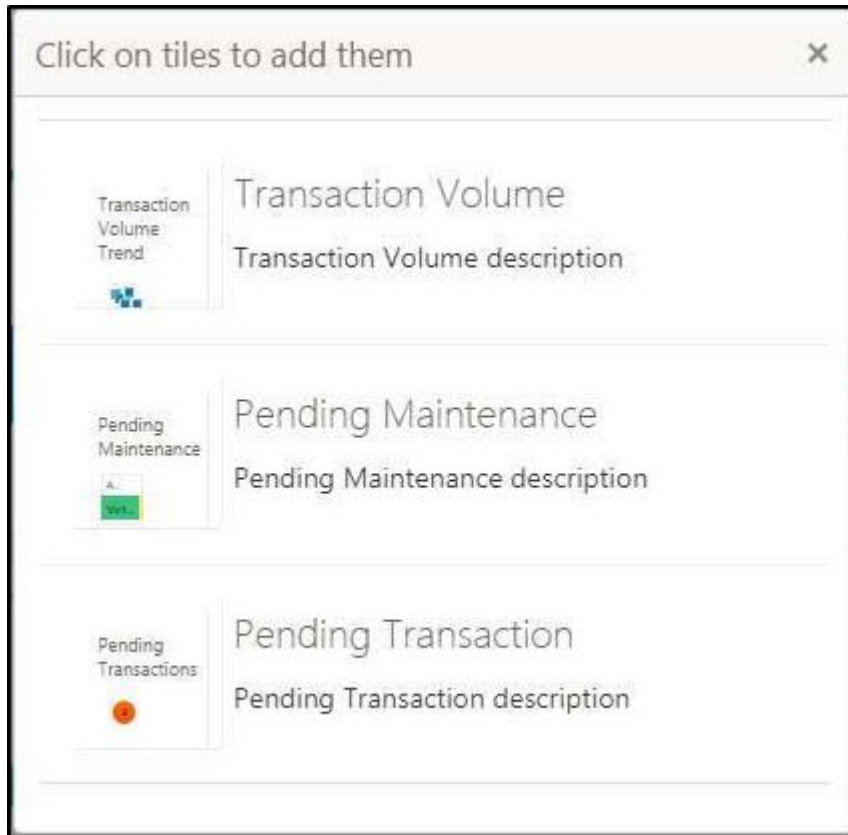 Click on tiles to add them
×
Transaction
Volume
Trend
Transaction Volume
Transaction Volume description
Pending
Maintenance
A...
Pending Maintenance
Pending Maintenance description
Pending
Transactions
Pending Transaction
Pending Transaction description